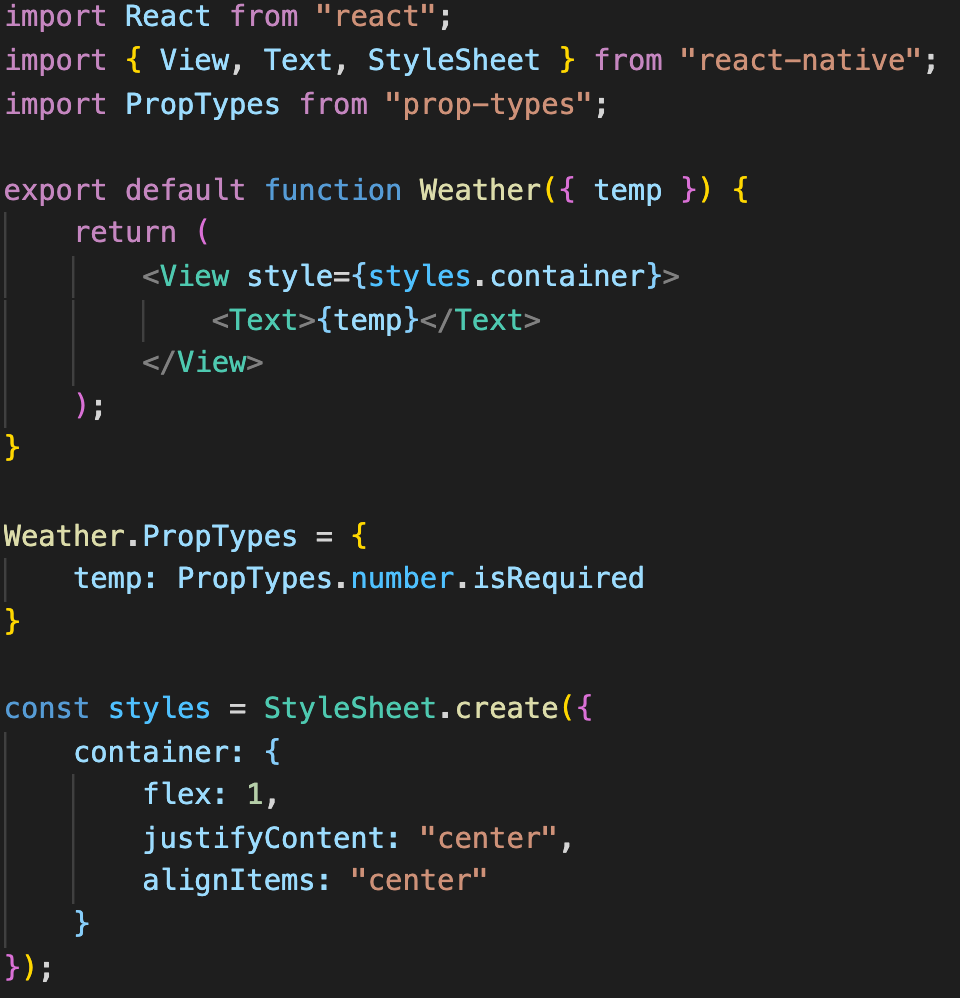 import React from "react";
import { View, Text, StyleSheet } from "react-native";
import PropTypes from "prop-types";

export default function Weather({ temp }) {
    return (
        <View style={styles.container}>
            <Text>{temp}</Text>
        </View>
    );
}

Weather.PropTypes = {
    temp: PropTypes.number.isRequired
}

const styles = StyleSheet.create({
    container: {
        flex: 1,
        justifyContent: "center",
        alignItems: "center"
    }
});